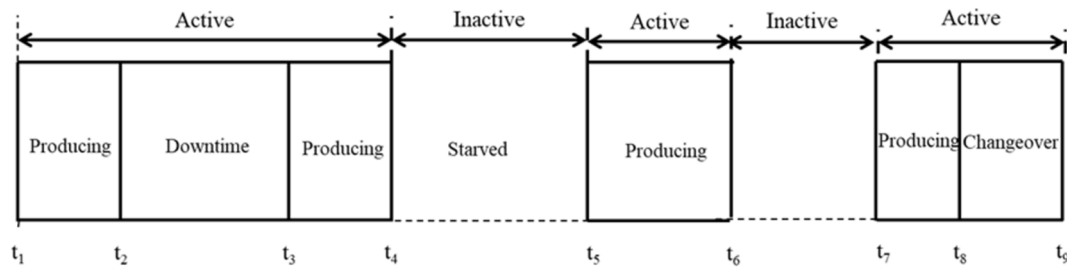 Active Inactive Active Inactive Active
Producing Downtime Producing Starved Producing Producing Changeover
t1 t2 t3 t4 t5 t6 t7 t8 t9